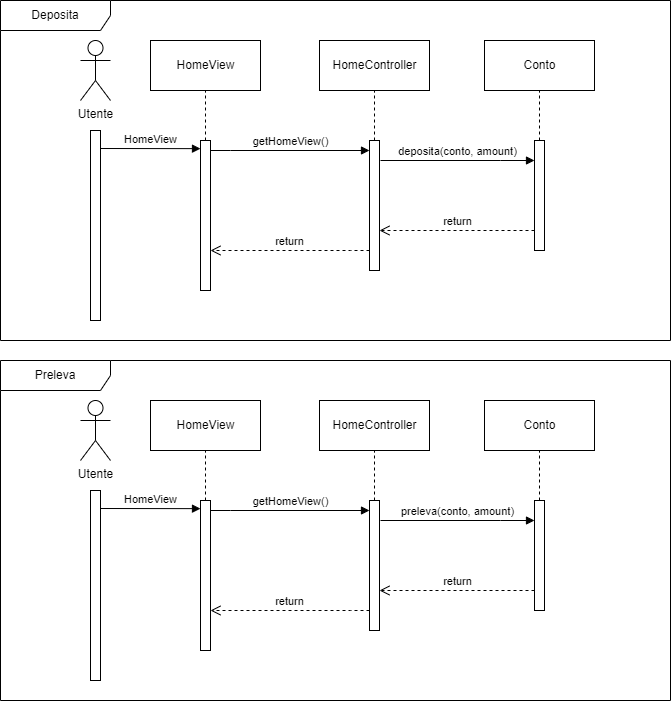 Deposita
HomeView
HomeController
Conto
Utente
HomeView
getHomeView()
deposita(conto, amount)
return
return
Preleva
HomeView
HomeController
Conto
Utente
HomeView
getHomeView()
preleva(conto, amount)
return
return